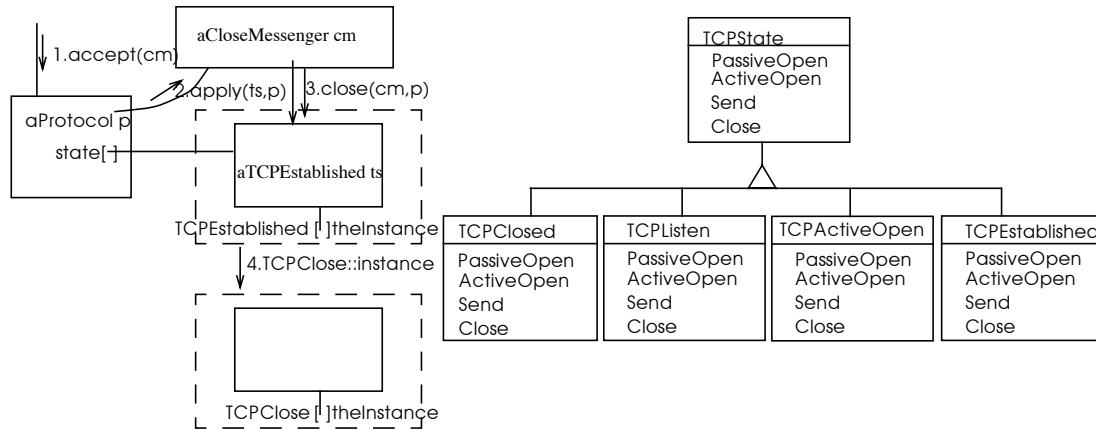 aCloseMessenger cm
1.accept(cm)
2.apply(ts,p)
3.close(cm,p)
aProtocol p
state[ ]
aTCPEstablished ts
TCPEstablished [ ]theInstance
4.TCPClose::instance
TCPClose [ ]theInstance
TCPState
PassiveOpen
ActiveOpen
Send
Close
TCPClosed
PassiveOpen
ActiveOpen
Send
Close
TCPListen
PassiveOpen
ActiveOpen
Send
Close
TCPActiveOpen
PassiveOpen
ActiveOpen
Send
Close
TCPEstablished
PassiveOpen
ActiveOpen
Send
Close